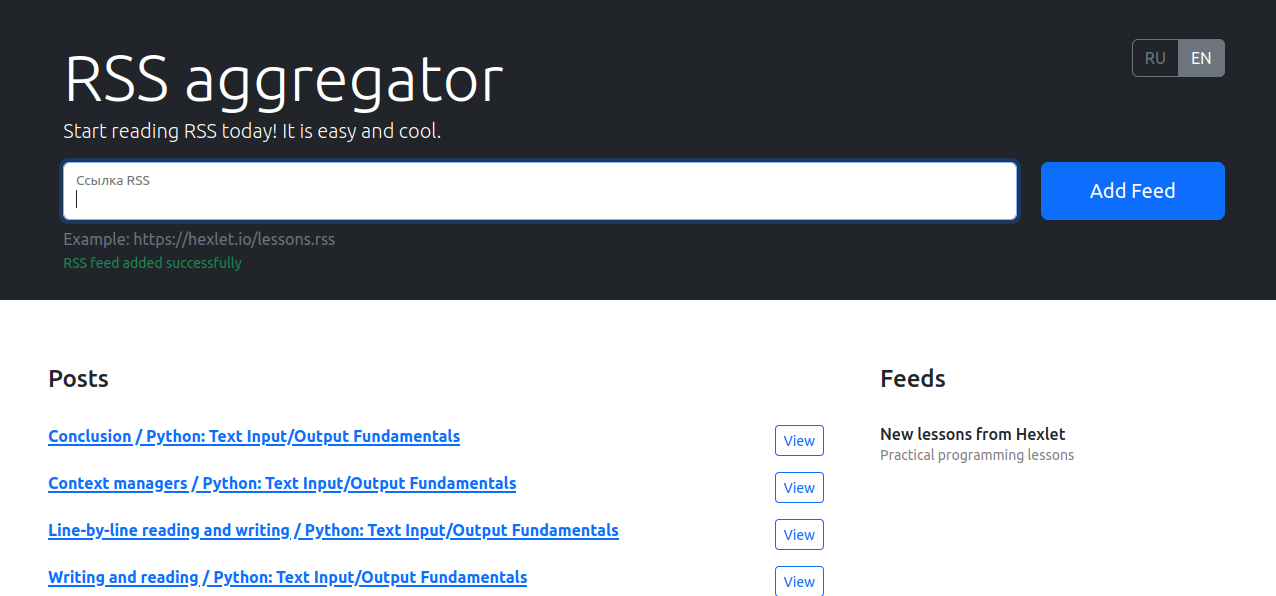 RSS aggregator
RU EN
Start reading RSS today! It is easy and cool.
Ссылка RSS
Add Feed
Example: https://hexlet.io/lessons.rss
RSS feed added successfully
Posts
Conclusion / Python: Text Input/Output Fundamentals
View
Context managers / Python: Text Input/Output Fundamentals
View
Line-by-line reading and writing / Python: Text Input/Output Fundamentals
View
Writing and reading / Python: Text Input/Output Fundamentals
View
Feeds
New lessons from Hexlet
Practical programming lessons